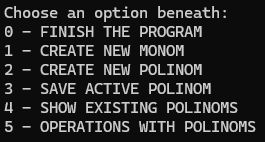 Choose an option beneath:
0 - FINISH THE PROGRAM
1 - CREATE NEW MONOM
2 - CREATE NEW POLINOM
3 - SAVE ACTIVE POLINOM
4 - SHOW EXISTING POLINOMS
5 - OPERATIONS WITH POLINOMS